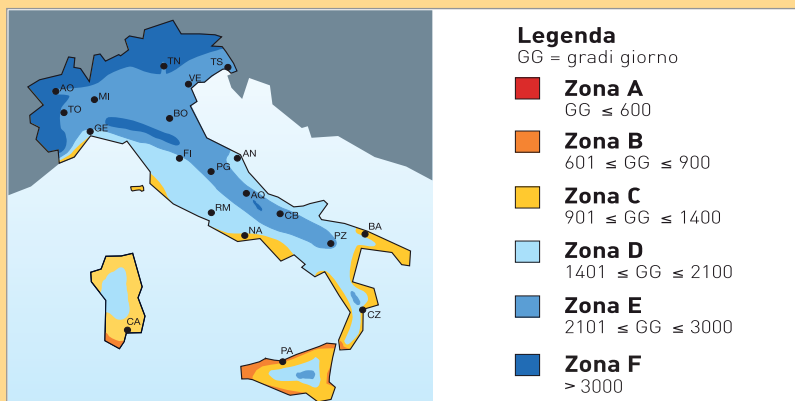 TN
TS
AO
MI
VE
TO
BO
GE
FI
AN
PG
AQ
RM
CB
BA
NA
PZ
CA
CZ
PA
Legenda
GG = gradi giorno
Zona A
GG ≤ 600
Zona B
601 ≤ GG ≤ 900
Zona C
901 ≤ GG ≤ 1400
Zona D
1401 ≤ GG ≤ 2100
Zona E
2101 ≤ GG ≤ 3000
Zona F
> 3000